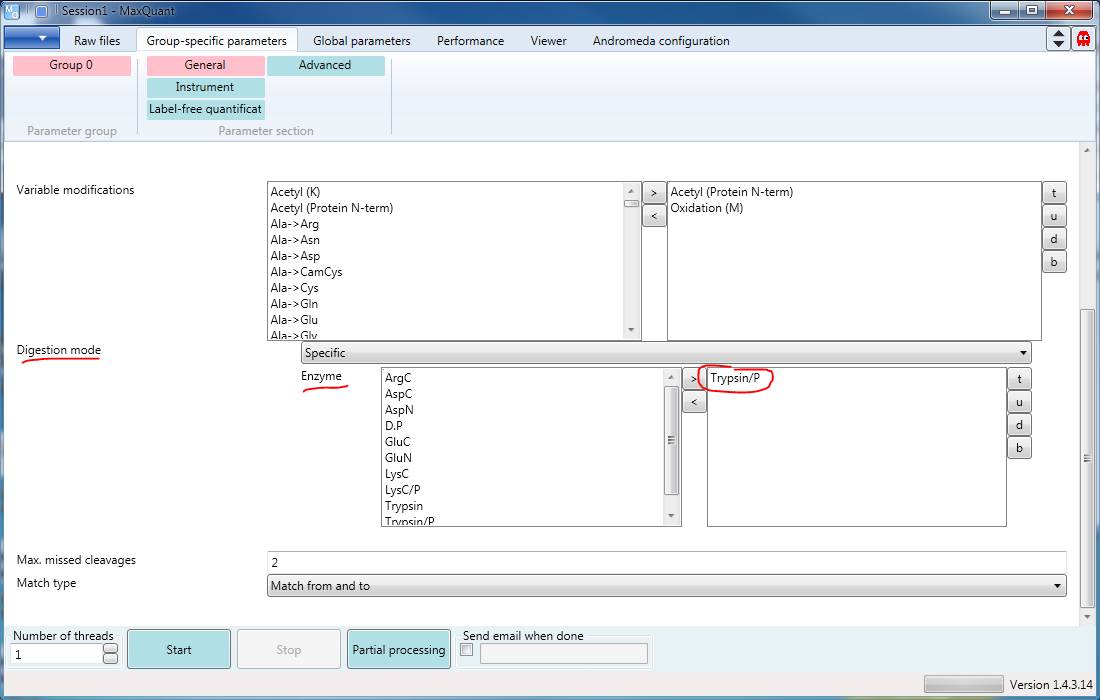 Session1 - MaxQuant
Raw files
Group-specific parameters
Global parameters
Performance
Viewer
Andromeda configuration
Group 0
General
Advanced
Instrument
Label-free quantificat
Parameter group
Parameter section
Variable modifications
Acetyl (K)
Acetyl (Protein N-term)
Ala->Arg
Ala->Asn
Ala->Asp
Ala->CamCys
Ala->Cys
Ala->Gln
Ala->Glu
Ala->Gly
>
<
Acetyl (Protein N-term)
Oxidation (M)
t
u
d
b
Digestion mode
Specific
Enzyme
ArgC
AspC
AspN
D.P
GluC
GluN
LysC
LysC/P
Trypsin
Trypsin/P
>
<
Trypsin/P
t
u
d
b
Max. missed cleavages
2
Match type
Match from and to
Number of threads
1
Start
Stop
Partial processing
Send email when done
Version 1.4.3.14